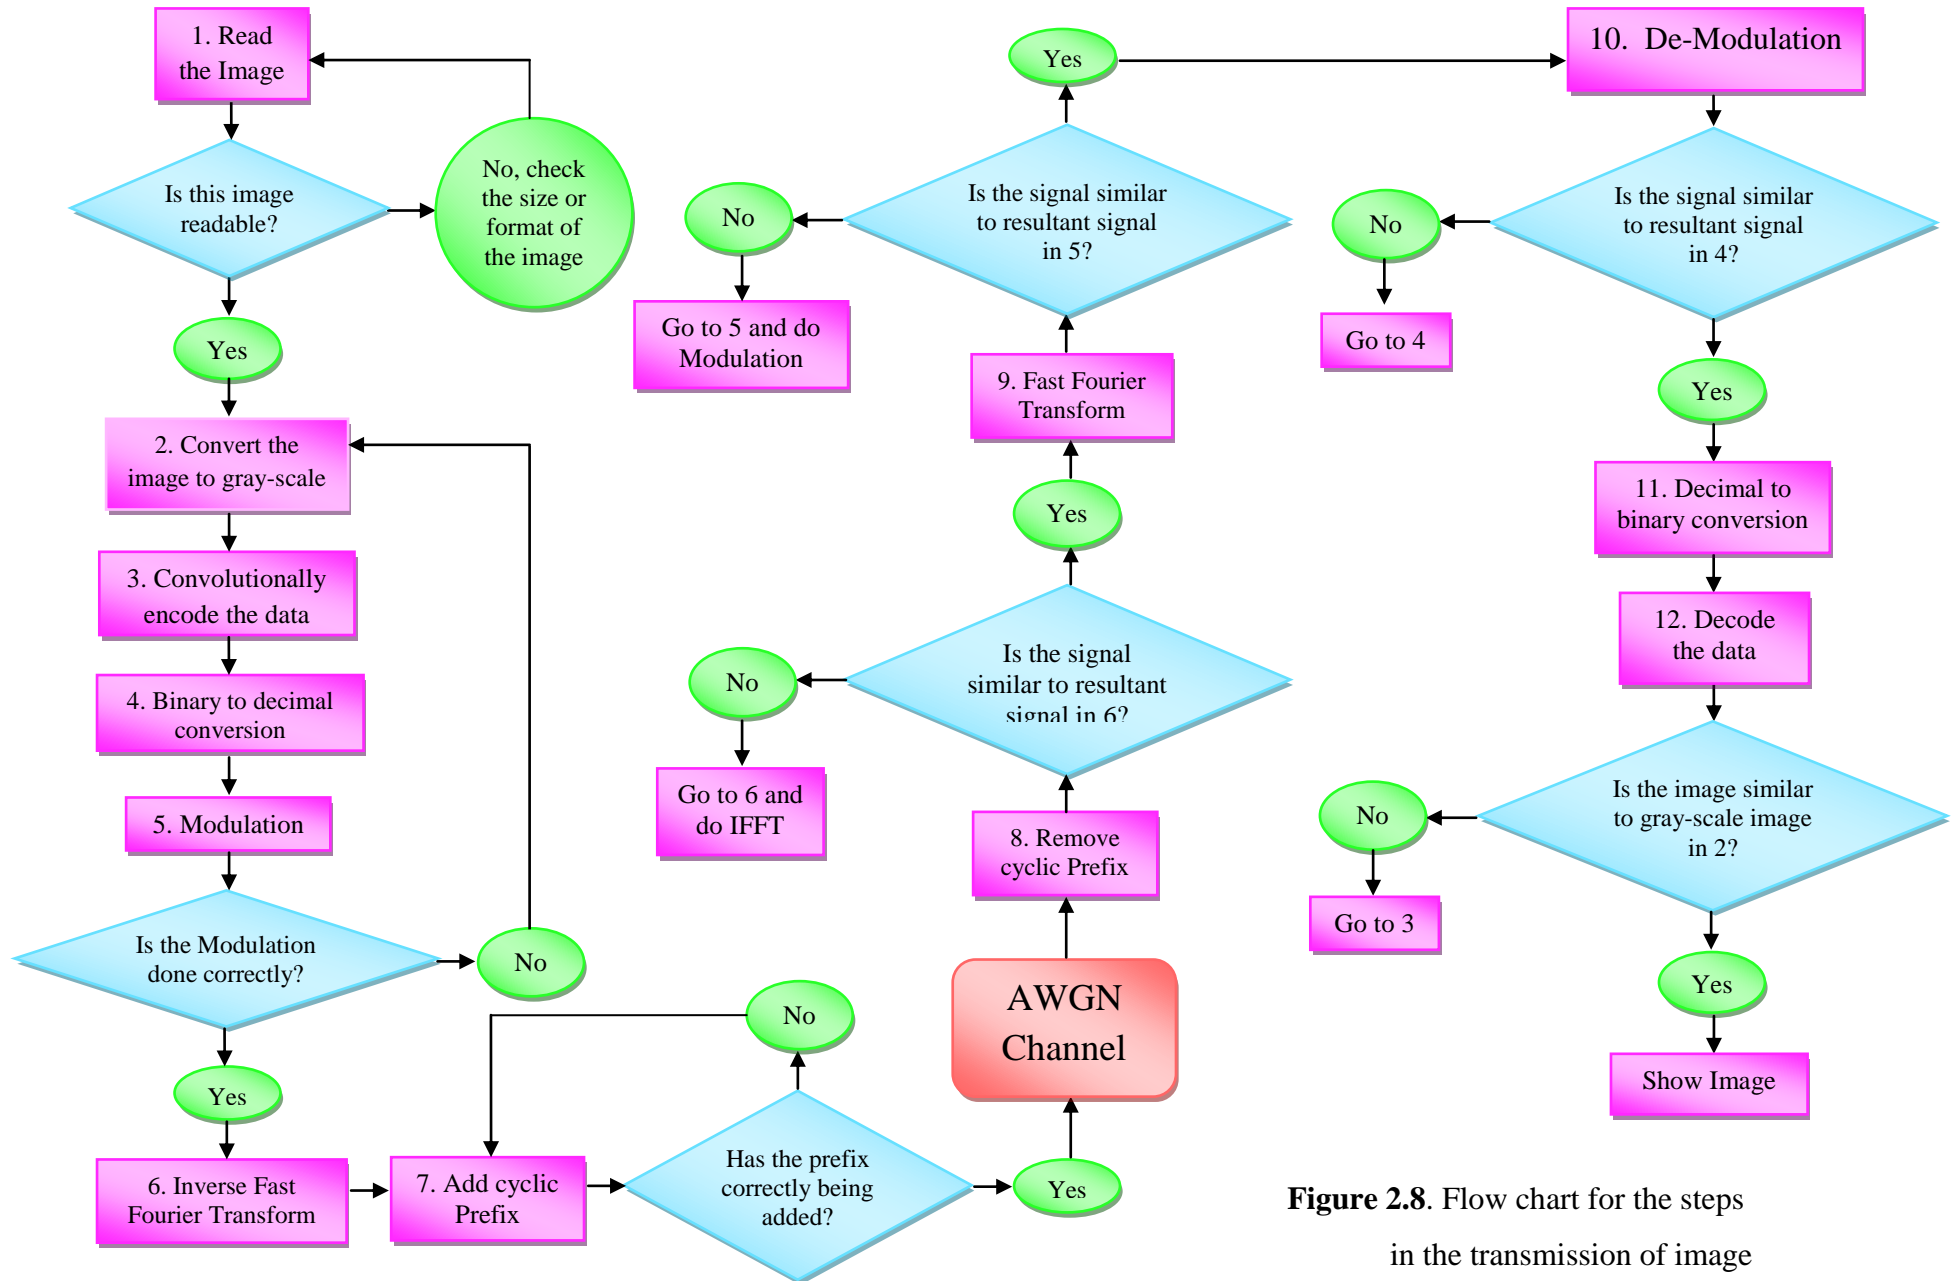 1. Read
the Image
Is this image
readable?
No, check
the size or
format of
the image
Yes
2. Convert the
image to gray-scale
3. Convolutionally
encode the data
4. Binary to decimal
conversion
5. Modulation
Is the Modulation
done correctly?
No
Yes
6. Inverse Fast
Fourier Transform
7. Add cyclic
Prefix
Has the prefix
correctly being
added?
No
Yes
AWGN
Channel
8. Remove
cyclic Prefix
Is the signal
similar to resultant
signal in 6?
No
Go to 6 and
do IFFT
Yes
9. Fast Fourier
Transform
Is the signal similar
to resultant signal
in 5?
No
Go to 5 and do
Modulation
Yes
10. De-Modulation
Is the signal similar
to resultant signal
in 4?
No
Go to 4
Yes
11. Decimal to
binary conversion
12. Decode
the data
Is the image similar
to gray-scale image
in 2?
No
Go to 3
Yes
Show Image
Figure 2.8. Flow chart for the steps
in the transmission of image